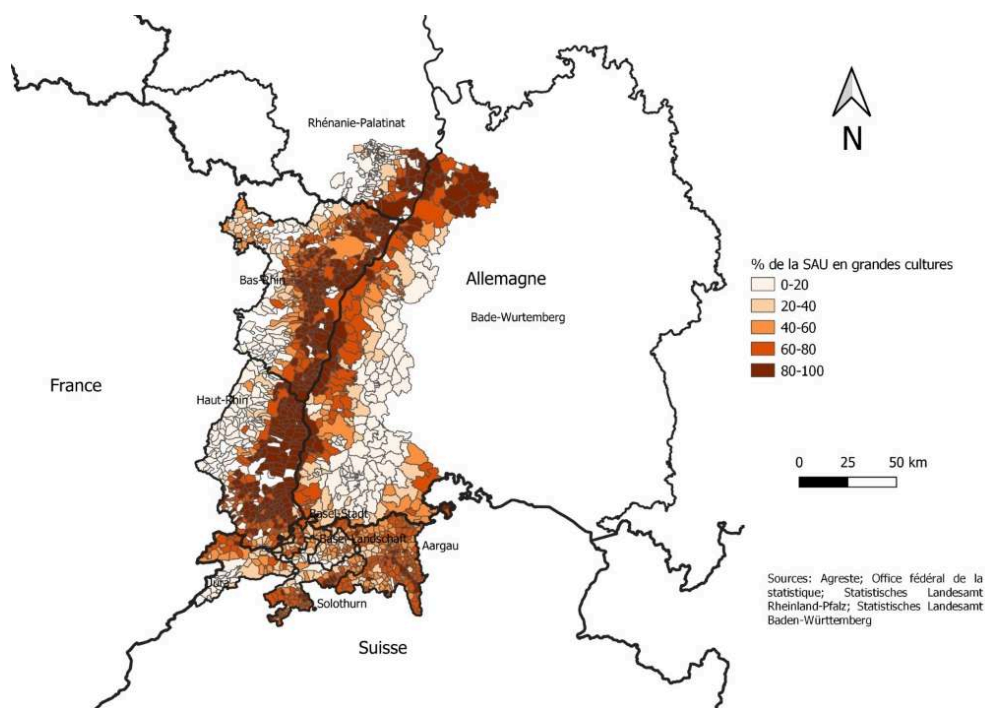 Rhénanie-Palatinat
N
Bas-Rhin
Allemagne
Bade-Wurtemberg
% de la SAU en grandes cultures
0-20
20-40
40-60
60-80
80-100
France
Haut-Rhin
0 25 50 km
Basel-Stadt
Basel-Landschaft
Aargau
Jura
Solothurn
Suisse
Sources: Agreste; Office fédéral de la
statistique; Statistisches Landesamt
Rheinland-Pfalz; Statistisches Landesamt
Baden-Württemberg